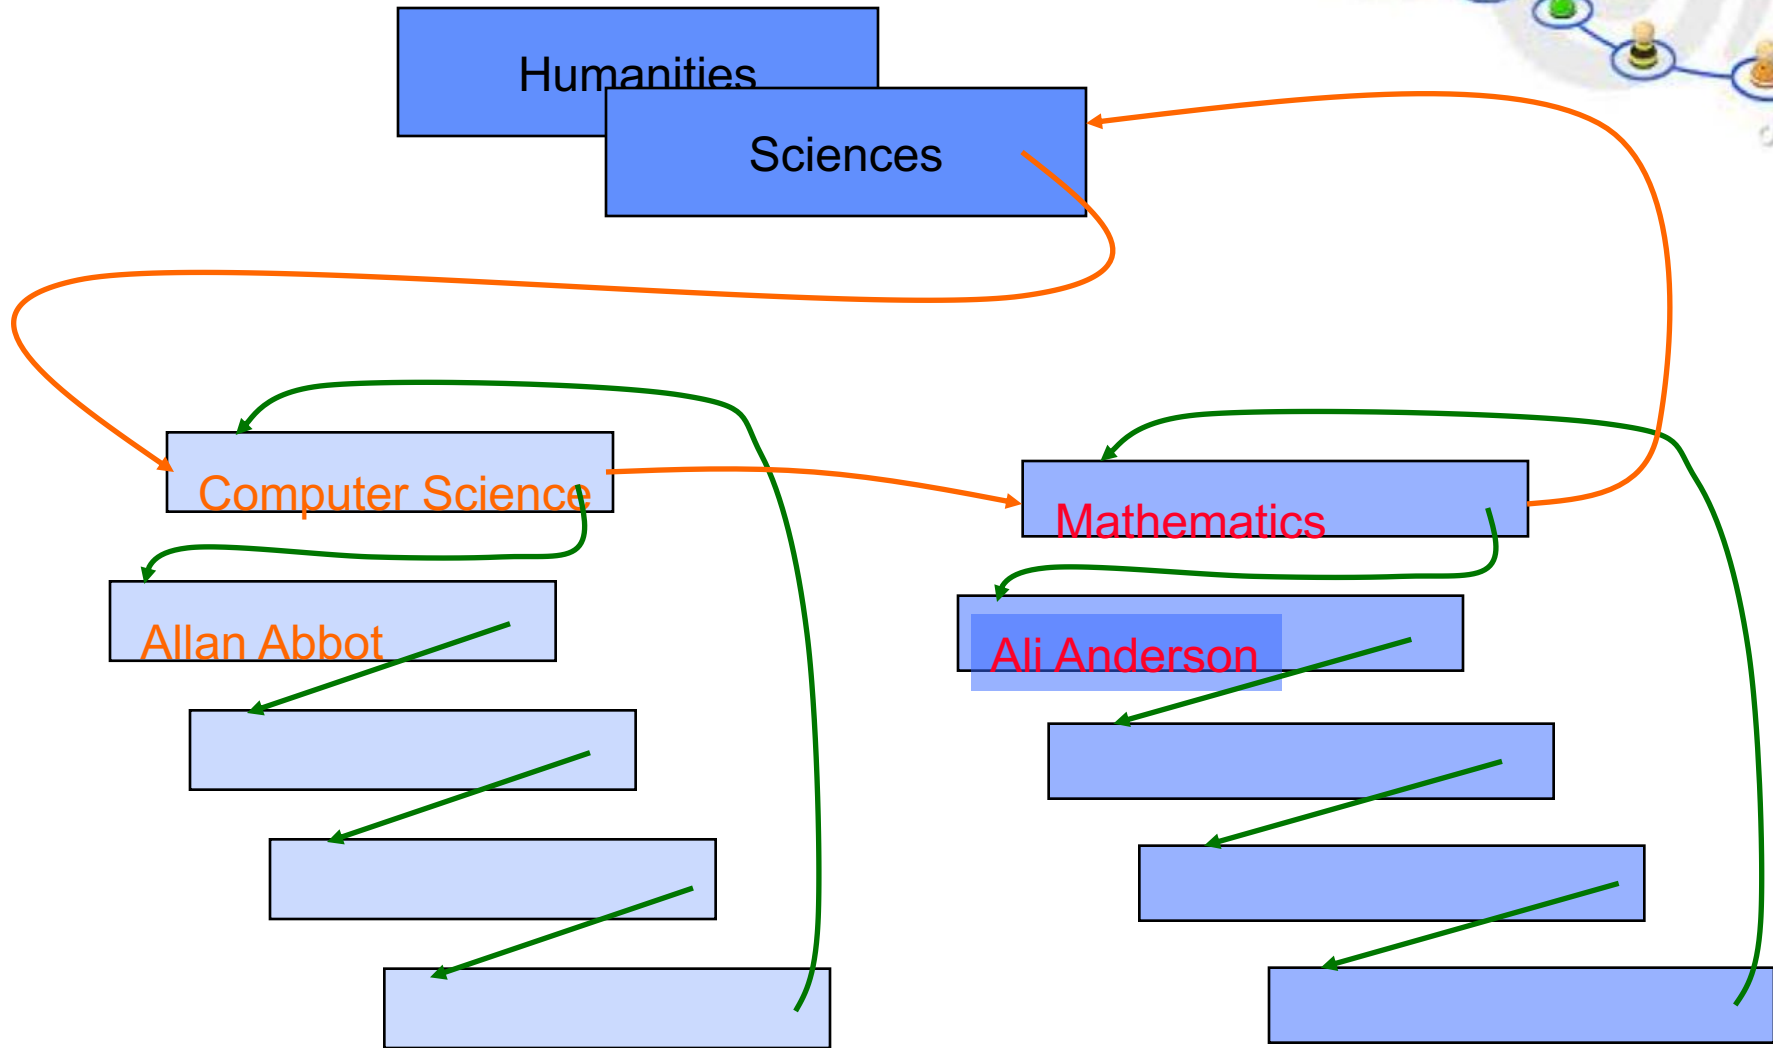 Humanities
Sciences
Computer Science
Mathematics
Allan Abbot
Ali Anderson